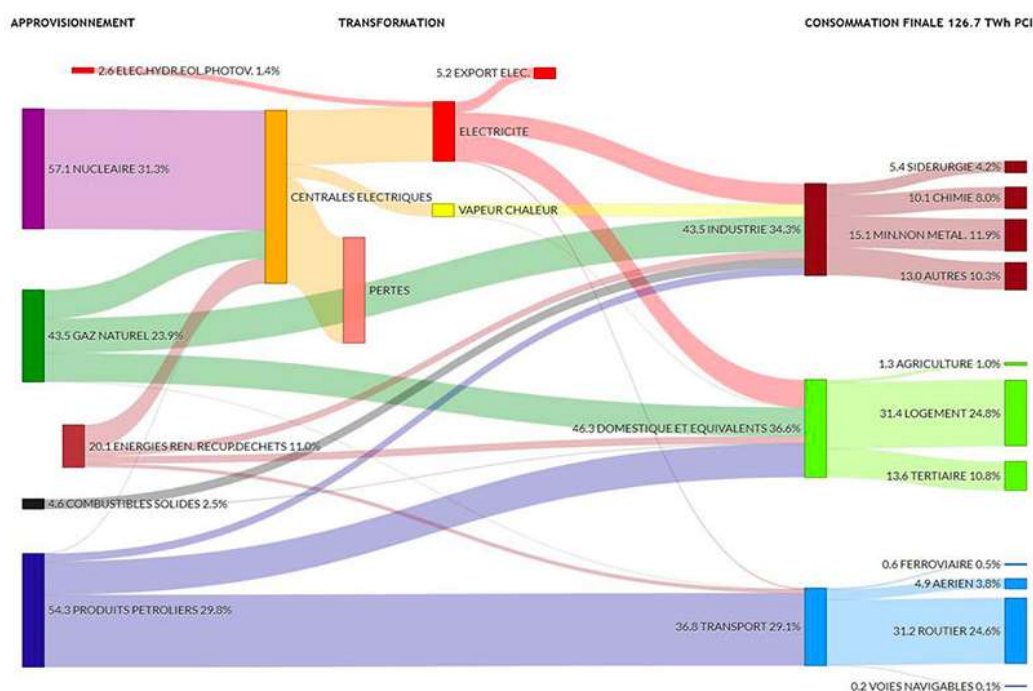 APPROVISIONNEMENT
TRANSFORMATION
CONSOMMATION FINALE 126.7 TWh PCI
2.6 ELEC.HYDR.EOL.PHOTOV. 1.4%
5.2 EXPORT ELEC.
ELECTRICITE
57.1 NUCLEAIRE 31.3%
CENTRALES ELECTRIQUES
VAPEUR CHALEUR
5.4 SIDERURGIE 4.2%
10.1 CHIMIE 8.0%
43.5 INDUSTRIE 34.3%
15.1 MIN.NON METAL. 11.9%
13.0 AUTRES 10.3%
PERTES
43.5 GAZ NATUREL 23.9%
1.3 AGRICULTURE 1.0%
31.4 LOGEMENT 24.8%
46.3 DOMESTIQUE ET EQUIVALENTS 36.6%
20.1 ENERGIES REN. RECUP.DECHETS 11.0%
13.6 TERTIAIRE 10.8%
4.6 COMBUSTIBLES SOLIDES 2.5%
0.6 FERROVIAIRE 0.5%
4.9 AERIEN 3.8%
54.3 PRODUITS PETROLIERS 29.8%
36.8 TRANSPORT 29.1%
31.2 ROUTIER 24.6%
0.2 VOIES NAVIGABLES 0.1%